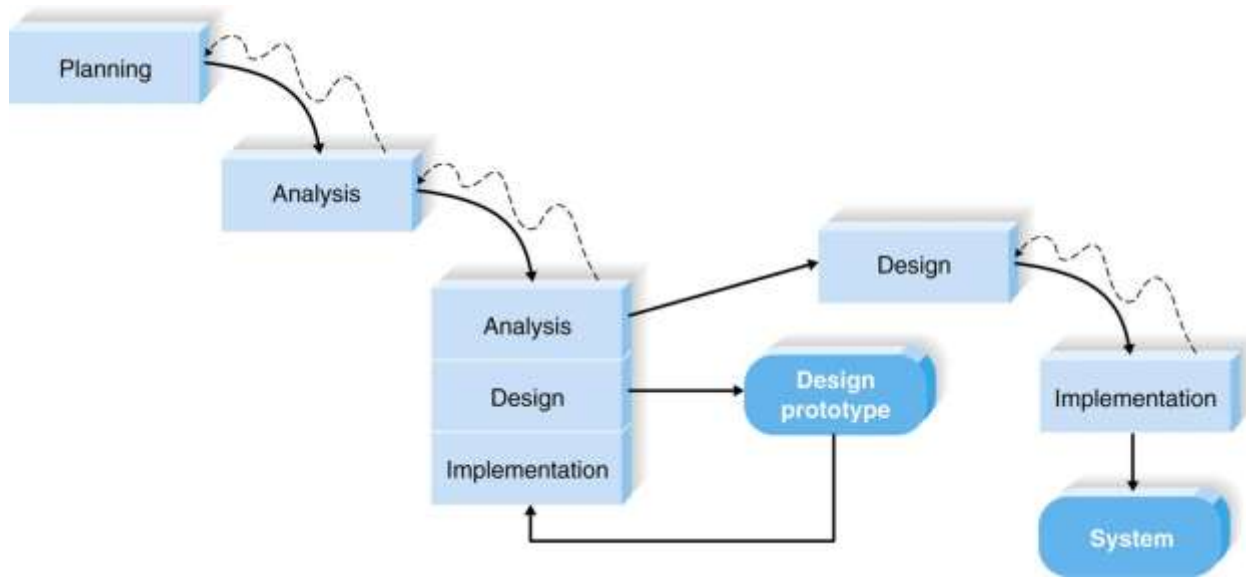 Planning
Analysis
Analysis
Design
Implementation
Design
prototype
Design
Implementation
System